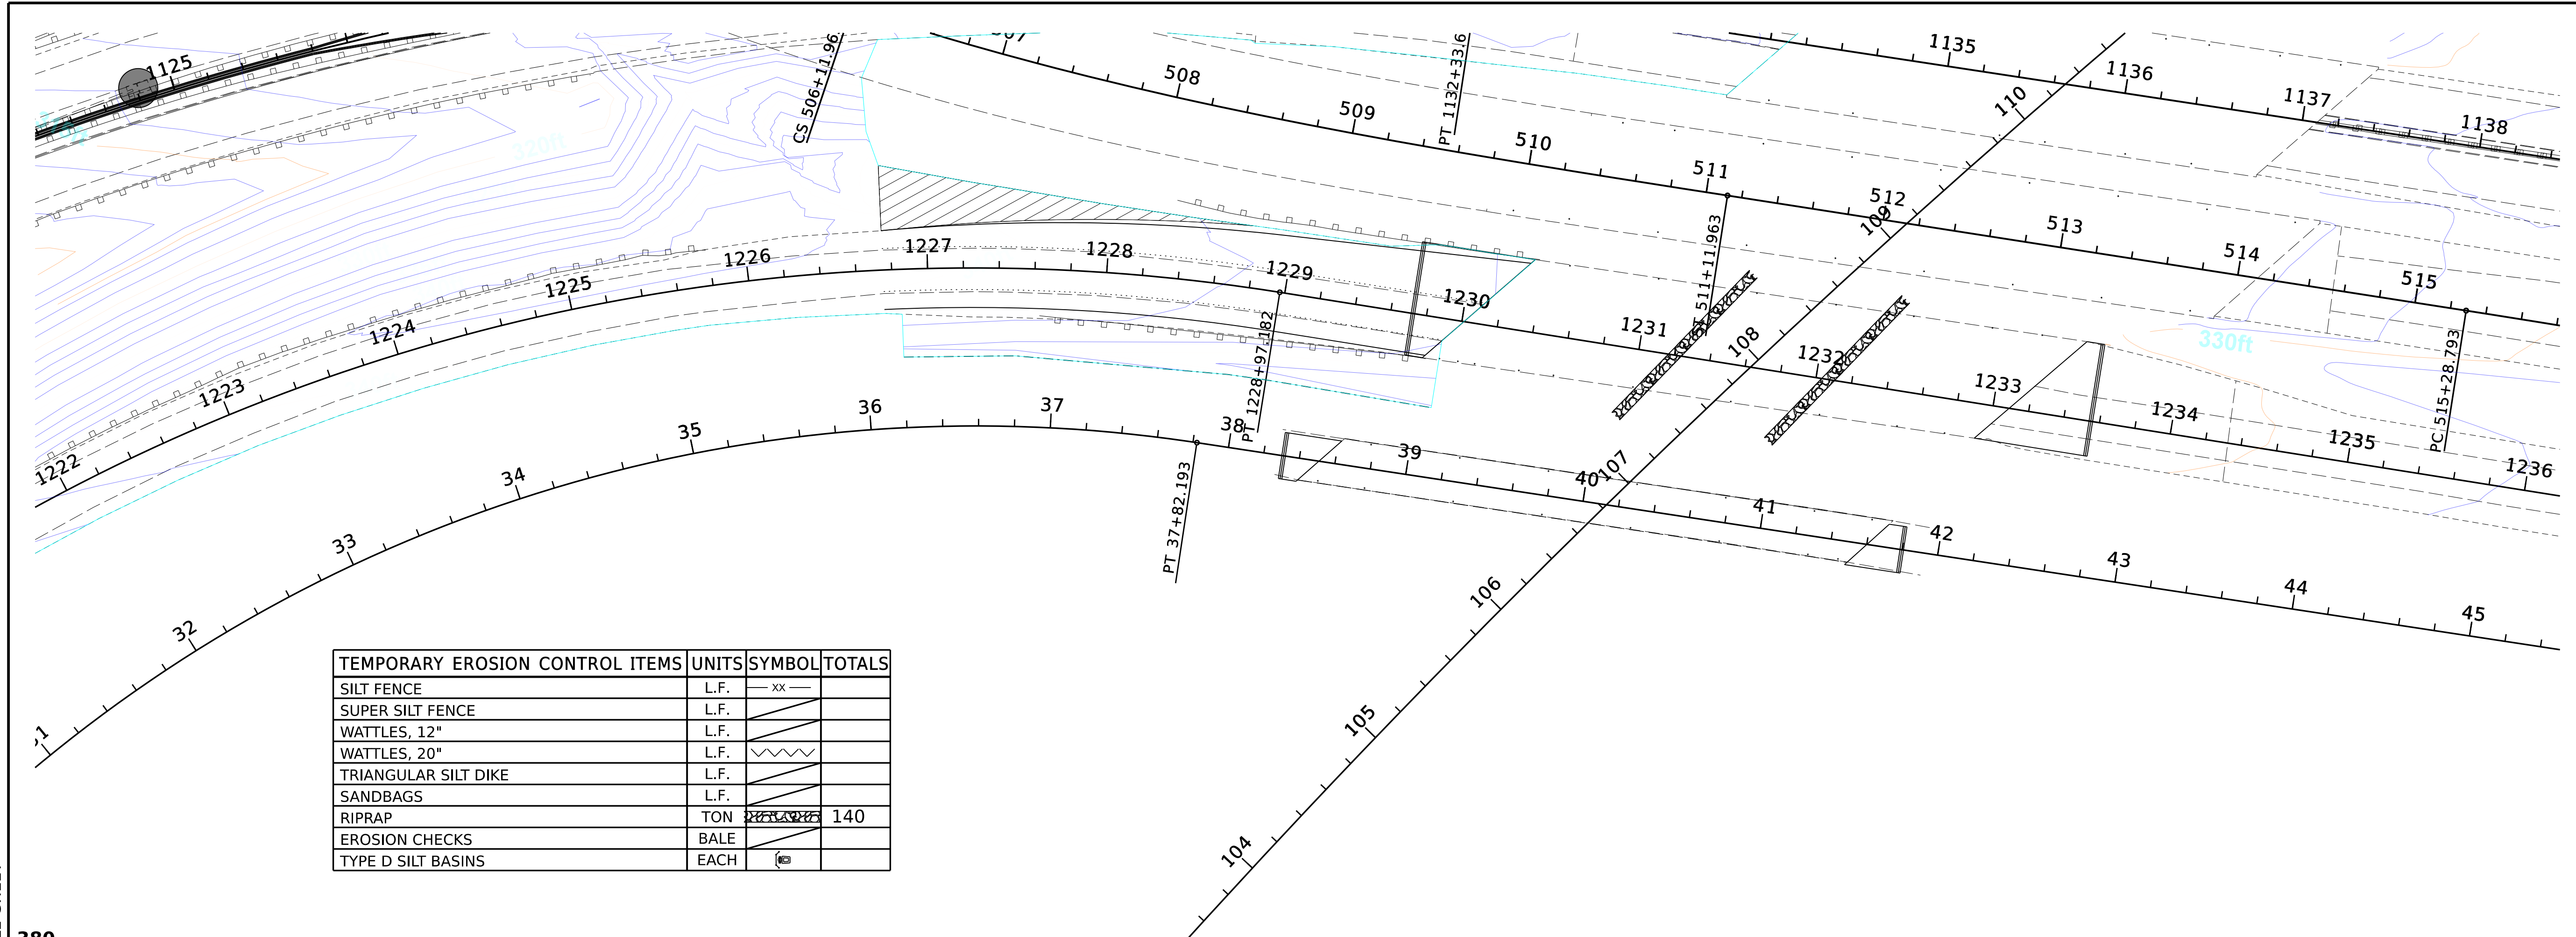 1125
CS 506+11.96
508
509
510
511
512
513
514
515
PT 1132+33.6
1135
1136
1137
1138
110
109
108
107
106
105
104
320ft
330ft
511+11.963
PC 515+28.793
1222
1223
1224
1225
1226
1227
1228
1229
1230
1231
1232
1233
1234
1235
1236
PT 1228+97.182
32
33
34
35
36
37
38
39
40
41
42
43
44
45
PT 37+82.193
TEMPORARY EROSION CONTROL ITEMS UNITS SYMBOL TOTALS
SILT FENCE L.F. XX
SUPER SILT FENCE L.F.
WATTLES, 12" L.F.
WATTLES, 20" L.F.
TRIANGULAR SILT DIKE L.F.
SANDBAGS L.F.
RIPRAP TON 140
EROSION CHECKS BALE
TYPE D SILT BASINS EACH